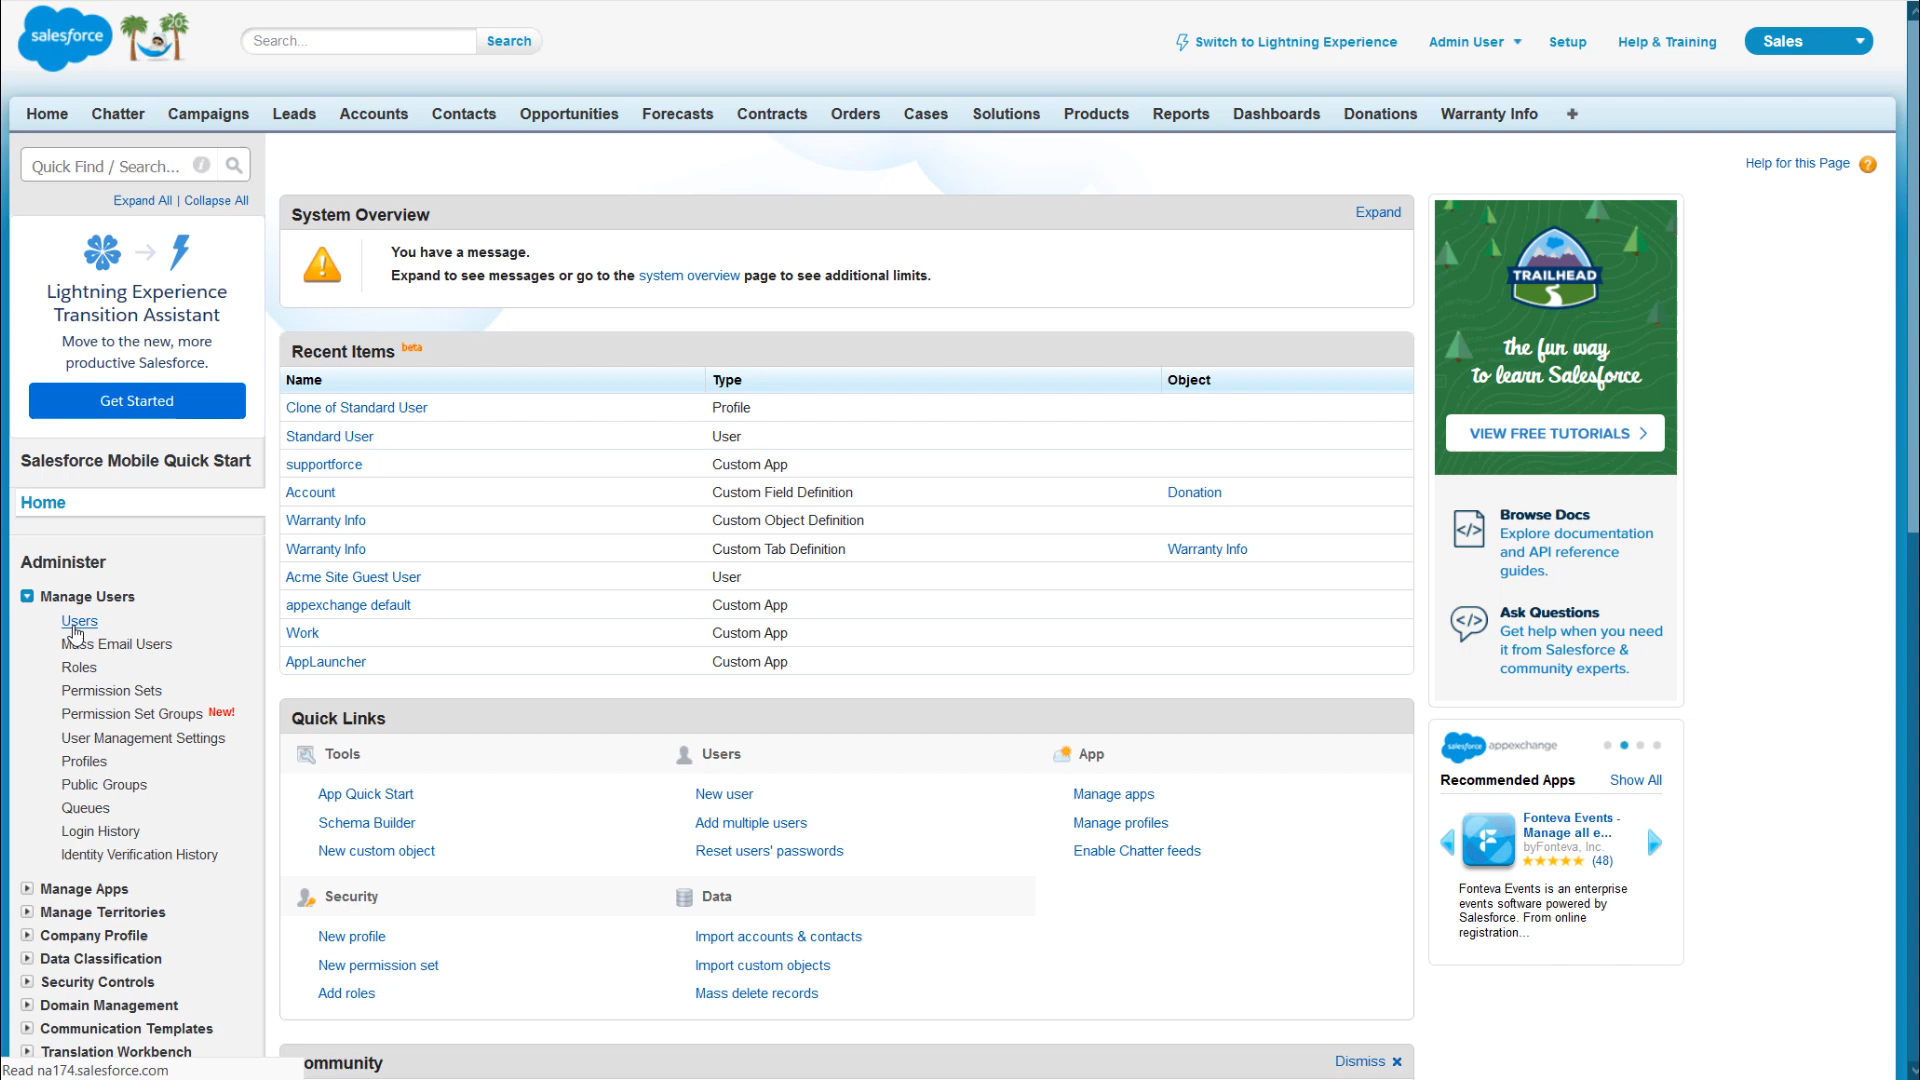 salesforce
Search...
Search
Switch to Lightning Experience
Admin User
Setup
Help & Training
Sales
Home
Chatter
Campaigns
Leads
Accounts
Contacts
Opportunities
Forecasts
Contracts
Orders
Cases
Solutions
Products
Reports
Dashboards
Donations
Warranty Info
+
Quick Find / Search...
Expand All | Collapse All
Lightning Experience
Transition Assistant
Move to the new, more
productive Salesforce.
Get Started
Salesforce Mobile Quick Start
Home
Administer
Manage Users
Users
Mass Email Users
Roles
Permission Sets
Permission Set Groups New!
User Management Settings
Profiles
Public Groups
Queues
Login History
Identity Verification History
Manage Apps
Manage Territories
Company Profile
Data Classification
Security Controls
Domain Management
Communication Templates
Translation Workbench
Read na174.salesforce.com
Help for this Page ?
System Overview
Expand
You have a message.
Expand to see messages or go to the system overview page to see additional limits.
Recent Items beta
Name Type Object
Clone of Standard User Profile
Standard User User
supportforce Custom App
Account Custom Field Definition Donation
Warranty Info Custom Object Definition
Warranty Info Custom Tab Definition Warranty Info
Acme Site Guest User User
appexchange default Custom App
Work Custom App
AppLauncher Custom App
Quick Links
Tools
App Quick Start
Schema Builder
New custom object
Users
New user
Add multiple users
Reset users' passwords
App
Manage apps
Manage profiles
Enable Chatter feeds
Security
New profile
New permission set
Add roles
Data
Import accounts & contacts
Import custom objects
Mass delete records
ommunity
Dismiss
TRAILHEAD
the fun way
to learn Salesforce
VIEW FREE TUTORIALS
Browse Docs
Explore documentation
and API reference
guides.
Ask Questions
Get help when you need
it from Salesforce &
community experts.
salesforce appexchange
Recommended Apps
Show All
Fonteva Events -
Manage all e...
byFonteva, Inc.
(48)
Fonteva Events is an enterprise
events software powered by
Salesforce. From online
registration...